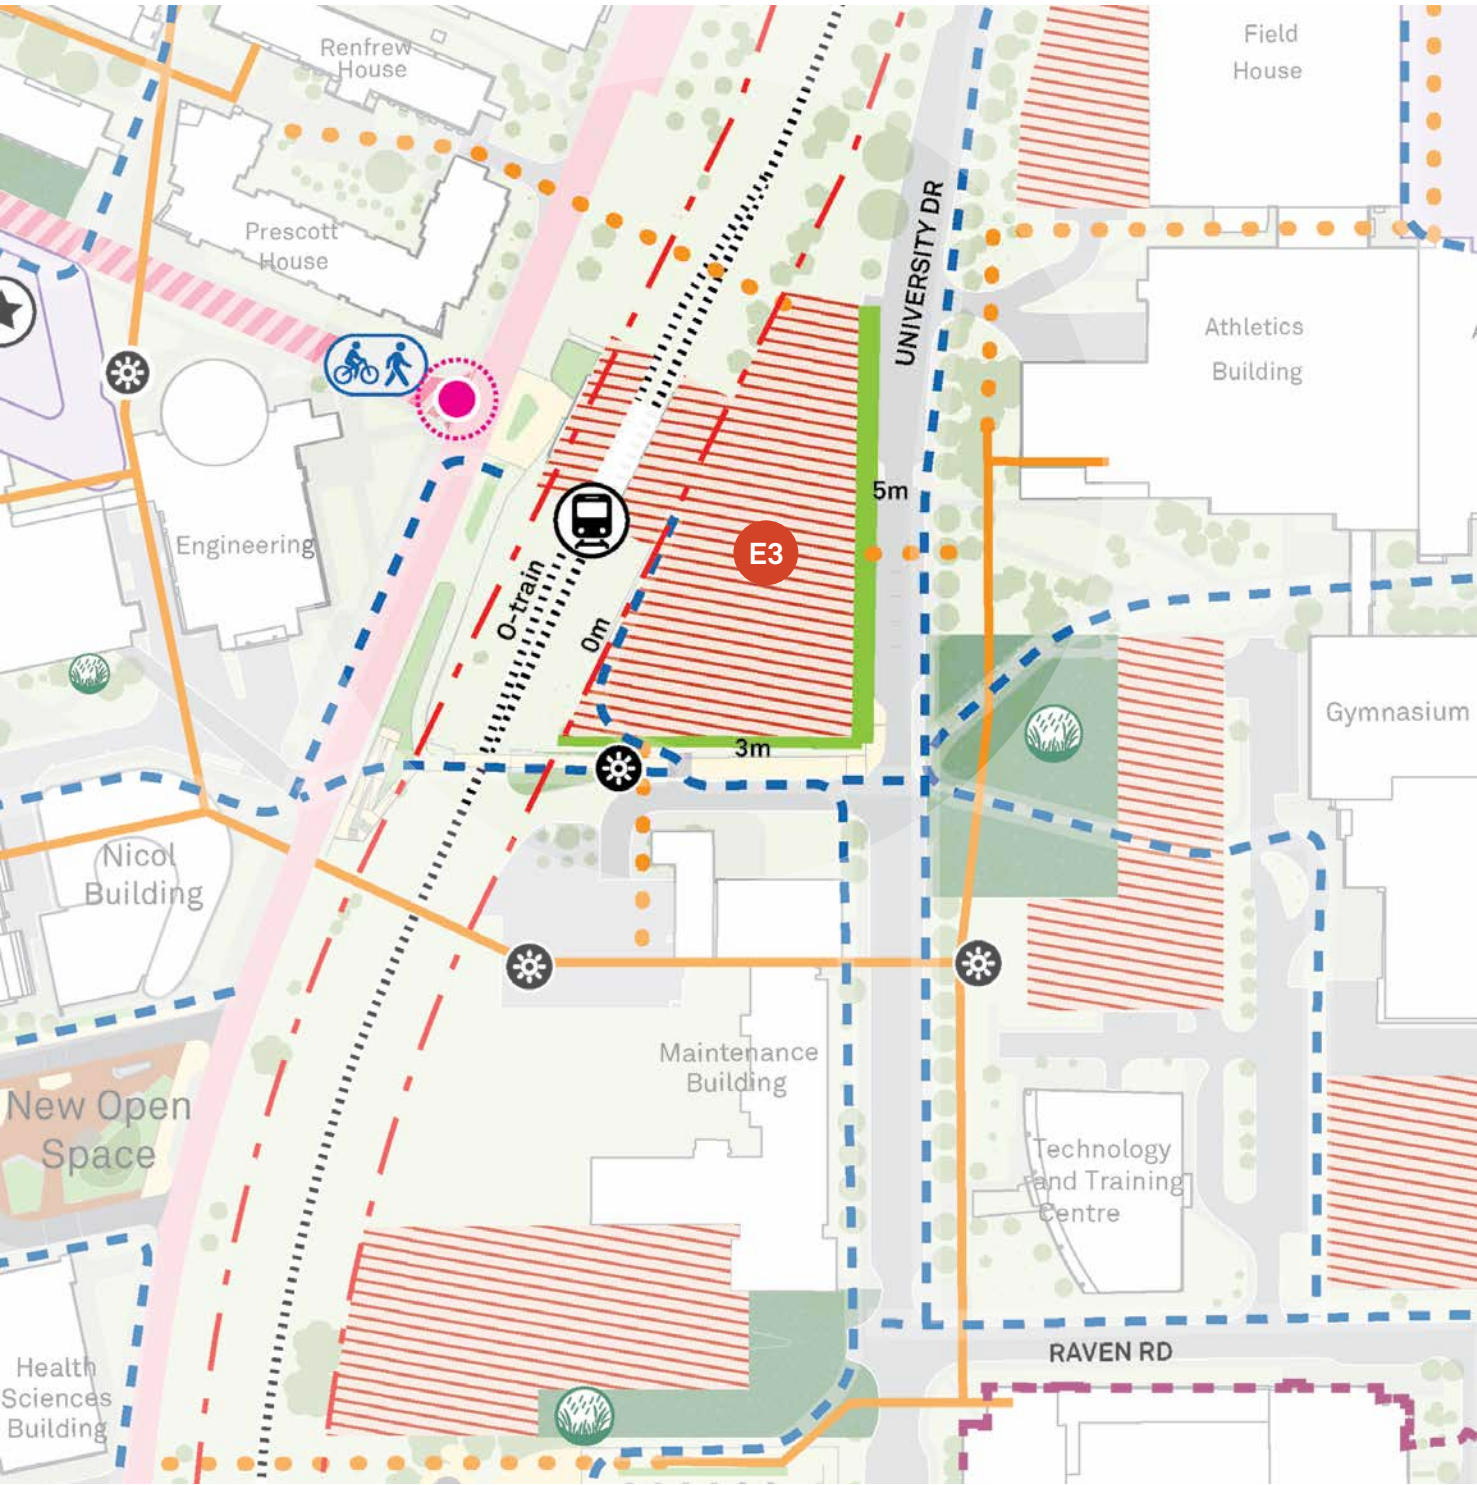 Renfrew
House
Field
House
Prescott
House
UNIVERSITY DR
Athletics
Building
5m
Engineering
E3
O-train
0m
Gymnasium
3m
Nicol
Building
Maintenance
Building
New Open
Space
Technology
and Training
Centre
RAVEN RD
Health
Sciences
Building